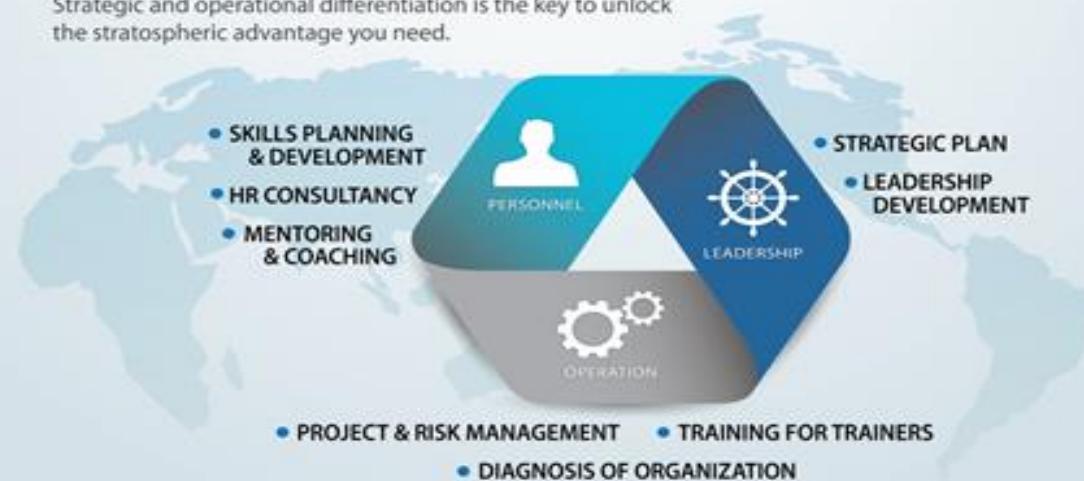 Strategic and operational differentiation is the key to unlock
the stratospheric advantage you need.
• SKILLS PLANNING
& DEVELOPMENT
• HR CONSULTANCY
• MENTORING
& COACHING
PERSONNEL
LEADERSHIP
OPERATION
• STRATEGIC PLAN
• LEADERSHIP
DEVELOPMENT
• PROJECT & RISK MANAGEMENT
• TRAINING FOR TRAINERS
• DIAGNOSIS OF ORGANIZATION